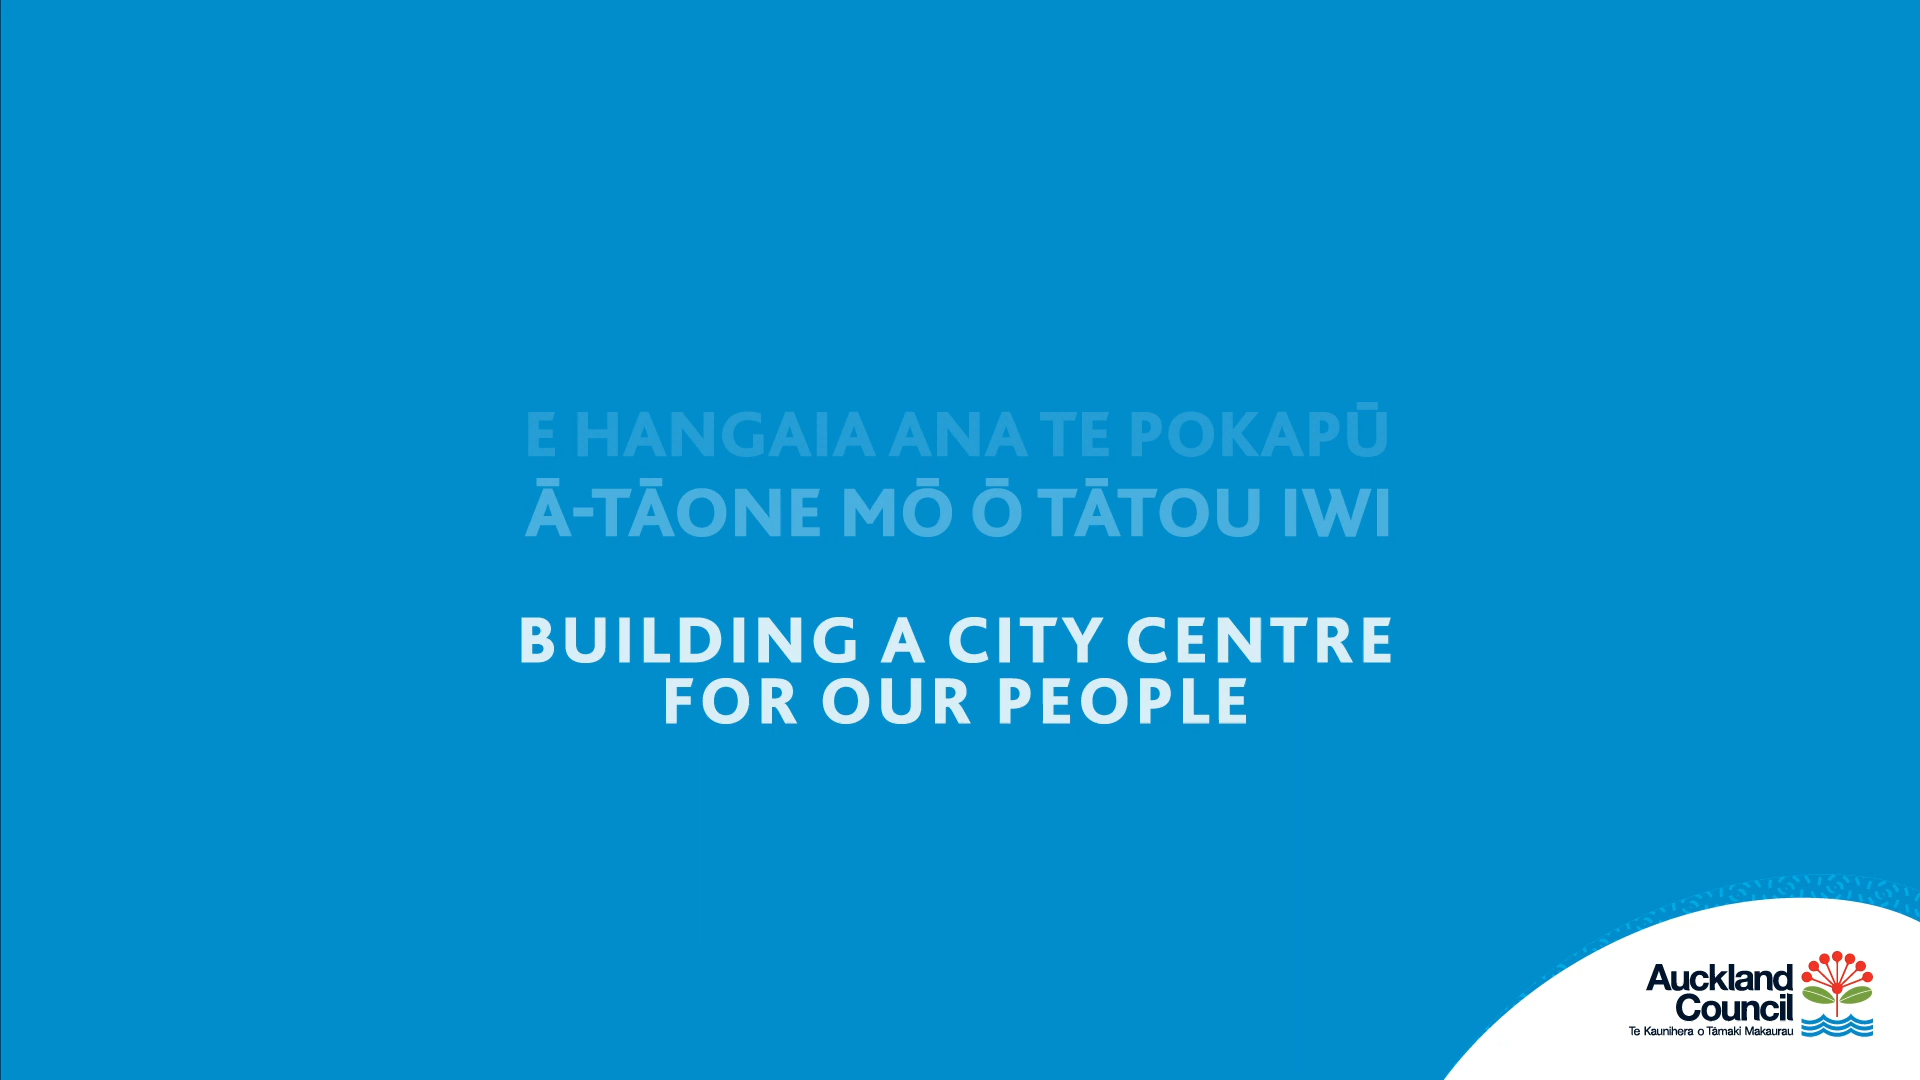 E HANGAIA ANA TE POKAPŪ
Ā-TĀONE MŌ Ō TĀTOU IWI
BUILDING A CITY CENTRE
FOR OUR PEOPLE
Auckland
Council
Te Kaunihera o Tāmaki Makaurau